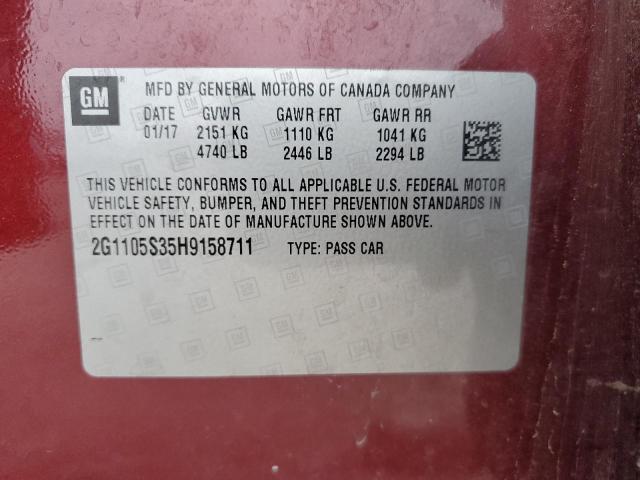 GM
MFD BY GENERAL MOTORS OF CANADA COMPANY
DATE GVWR GAWR FRT GAWR RR
01/17 2151 KG 1110 KG 1041 KG
4740 LB 2446 LB 2294 LB
THIS VEHICLE CONFORMS TO ALL APPLICABLE U.S. FEDERAL MOTOR
VEHICLE SAFETY, BUMPER, AND THEFT PREVENTION STANDARDS IN
EFFECT ON THE DATE OF MANUFACTURE SHOWN ABOVE.
2G1105S35H9158711 TYPE: PASS CAR